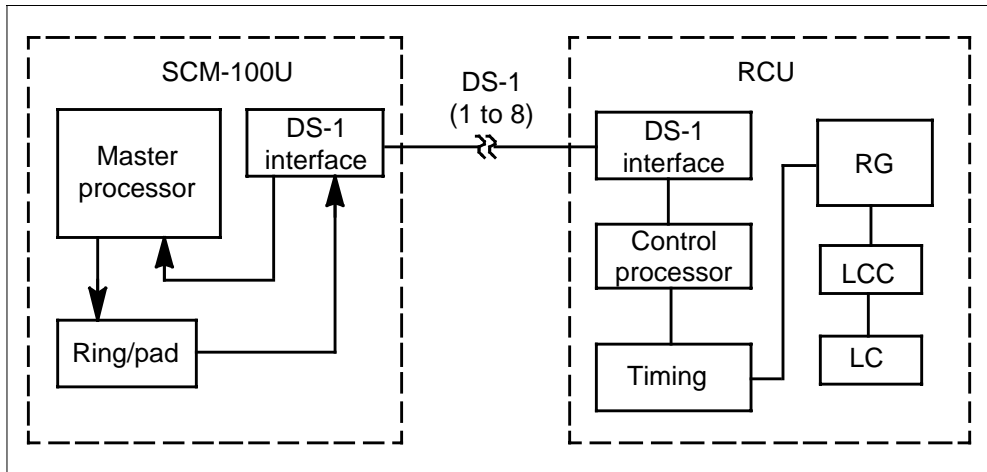 SCM-100U
Master
processor
DS-1
interface
Ring/pad
DS-1
(1 to 8)
RCU
DS-1
interface
Control
processor
Timing
RG
LCC
LC